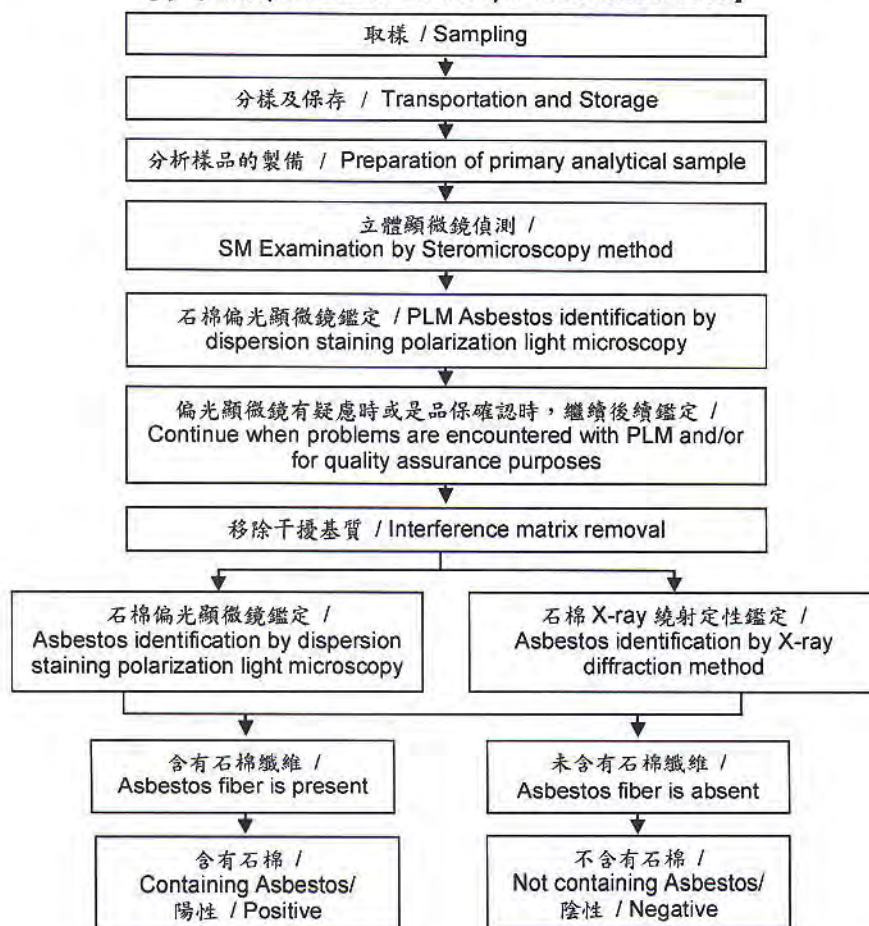 取樣 / Sampling
分樣及保存 / Transportation and Storage
分析樣品的製備 / Preparation of primary analytical sample
立體顯微鏡偵測 /
SM Examination by Steromicroscopy method
石棉偏光顯微鏡鑑定 / PLM Asbestos identification by
dispersion staining polarization light microscopy
偏光顯微鏡有疑慮時或是品保確認時，繼續後續鑑定 /
Continue when problems are encountered with PLM and/or
for quality assurance purposes
移除干擾基質 / Interference matrix removal
石棉偏光顯微鏡鑑定 /
Asbestos identification by dispersion
staining polarization light microscopy
石棉 X-ray 繞射定性鑑定 /
Asbestos identification by X-ray
diffraction method
含有石棉纖維 /
Asbestos fiber is present
未含有石棉纖維 /
Asbestos fiber is absent
含有石棉 /
Containing Asbestos/
陽性 / Positive
不含有石棉 /
Not containing Asbestos/
陰性 / Negative